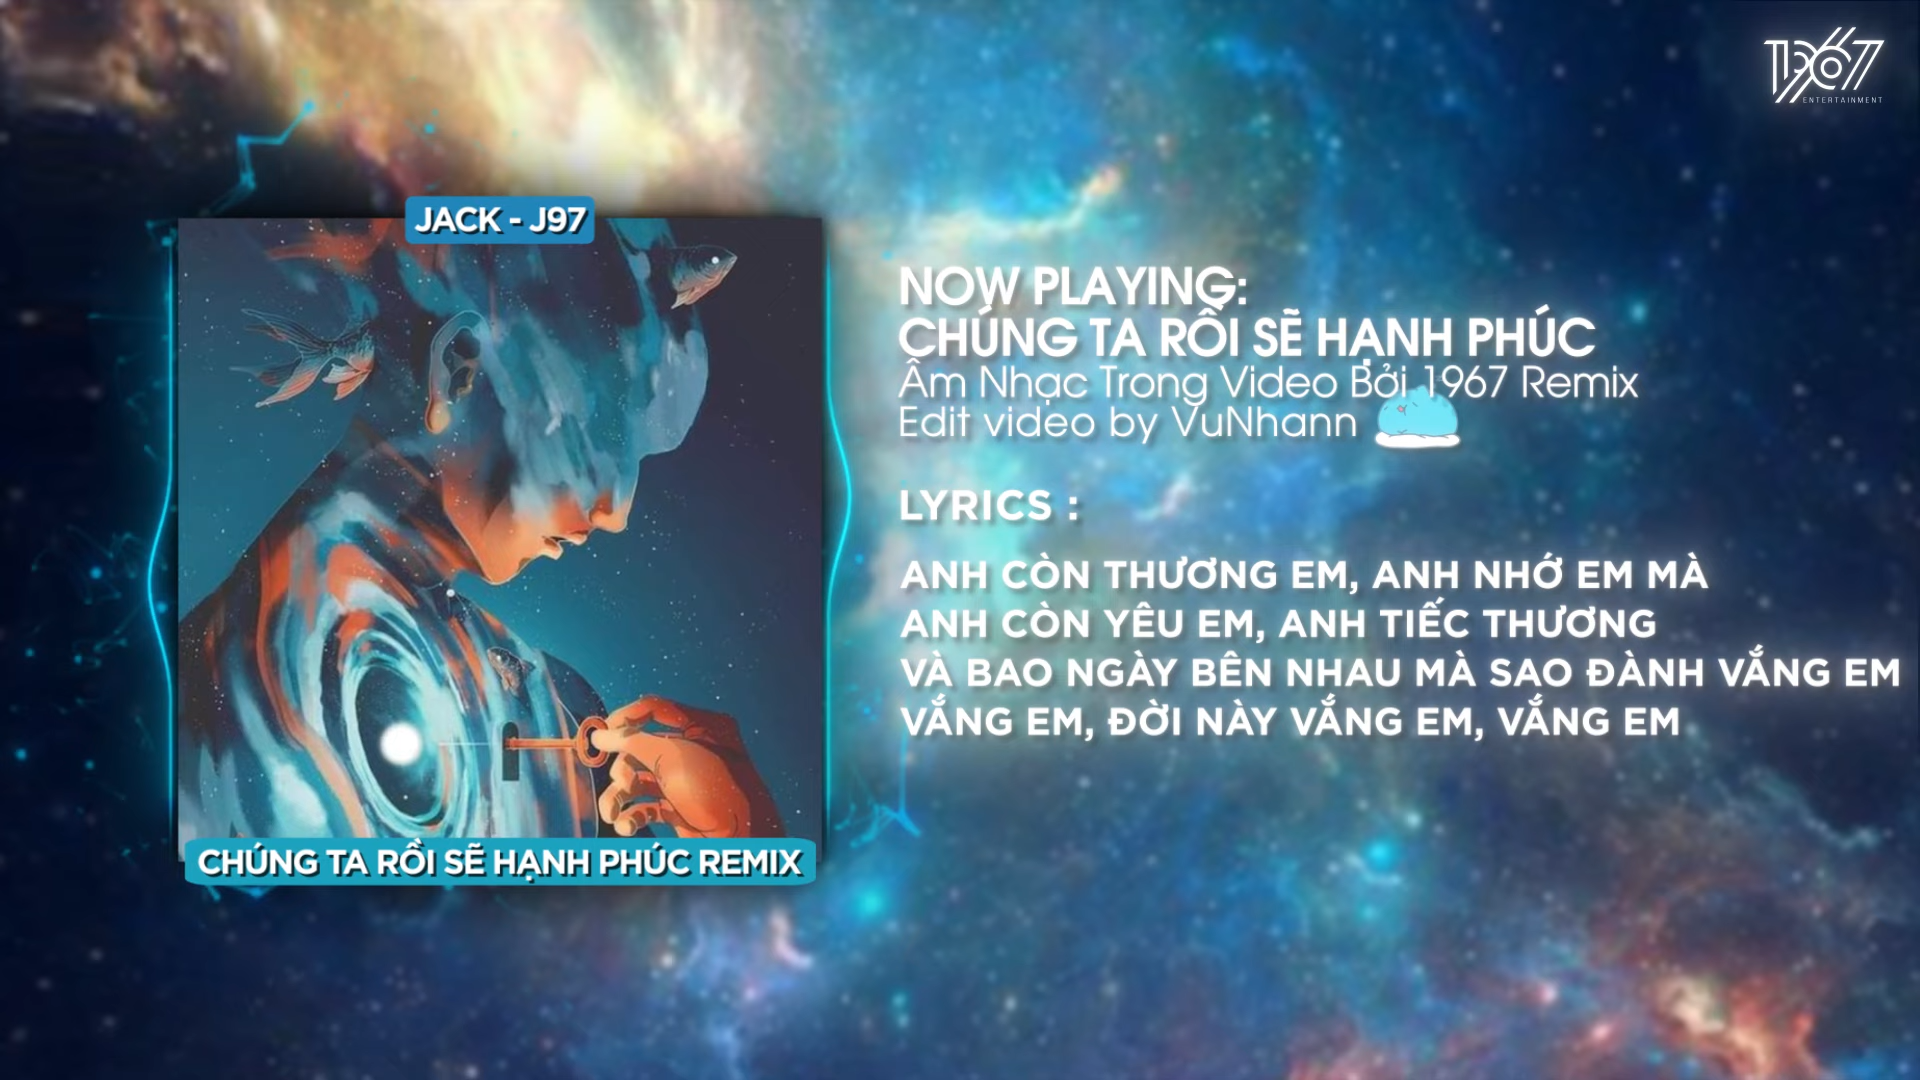 1967
ENTERTAINMENT
JACK - J97
CHÚNG TA RỒI SẼ HẠNH PHÚC REMIX
NOW PLAYING:
CHÚNG TA RỒI SẼ HẠNH PHÚC
Âm Nhạc Trong Video Bởi 1967 Remix
Edit video by VuNhann
LYRICS :
ANH CÒN THƯƠNG EM, ANH NHỚ EM MÀ
ANH CÒN YÊU EM, ANH TIẾC THƯƠNG
VÀ BAO NGÀY BÊN NHAU MÀ SAO ĐÀNH VẮNG EM
VẮNG EM, ĐỜI NÀY VẮNG EM, VẮNG EM